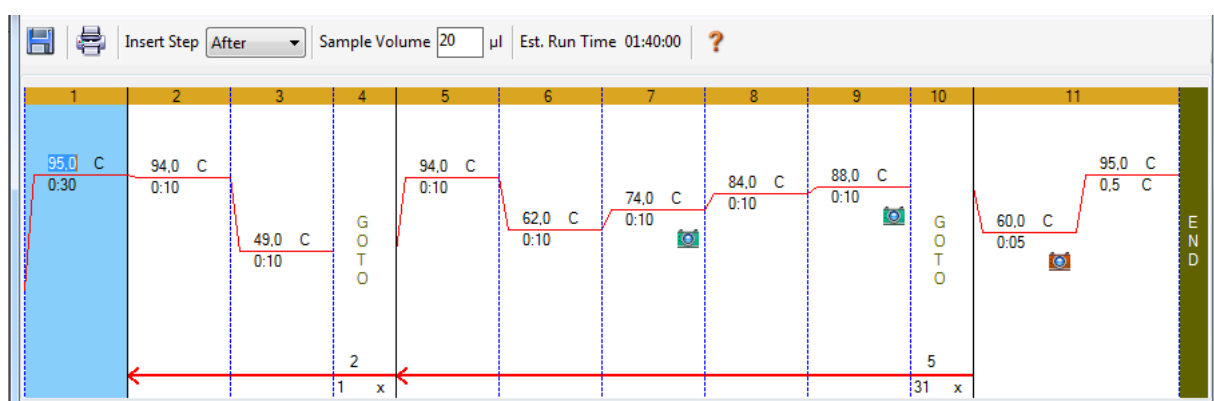 Insert Step After Sample Volume 20 µl Est. Run Time 01:40:00 ?
1 2 3 4 5 6 7 8 9 10 11
95,0 C
0:30
94,0 C
0:10
49,0 C
0:10
G
O
T
O
2
1 x
94,0 C
0:10
62,0 C
0:10
74,0 C
0:10
84,0 C
0:10
88,0 C
0:10
G
O
T
O
5
31 x
60,0 C
0:05
95,0 C
0,5 C
E
N
D